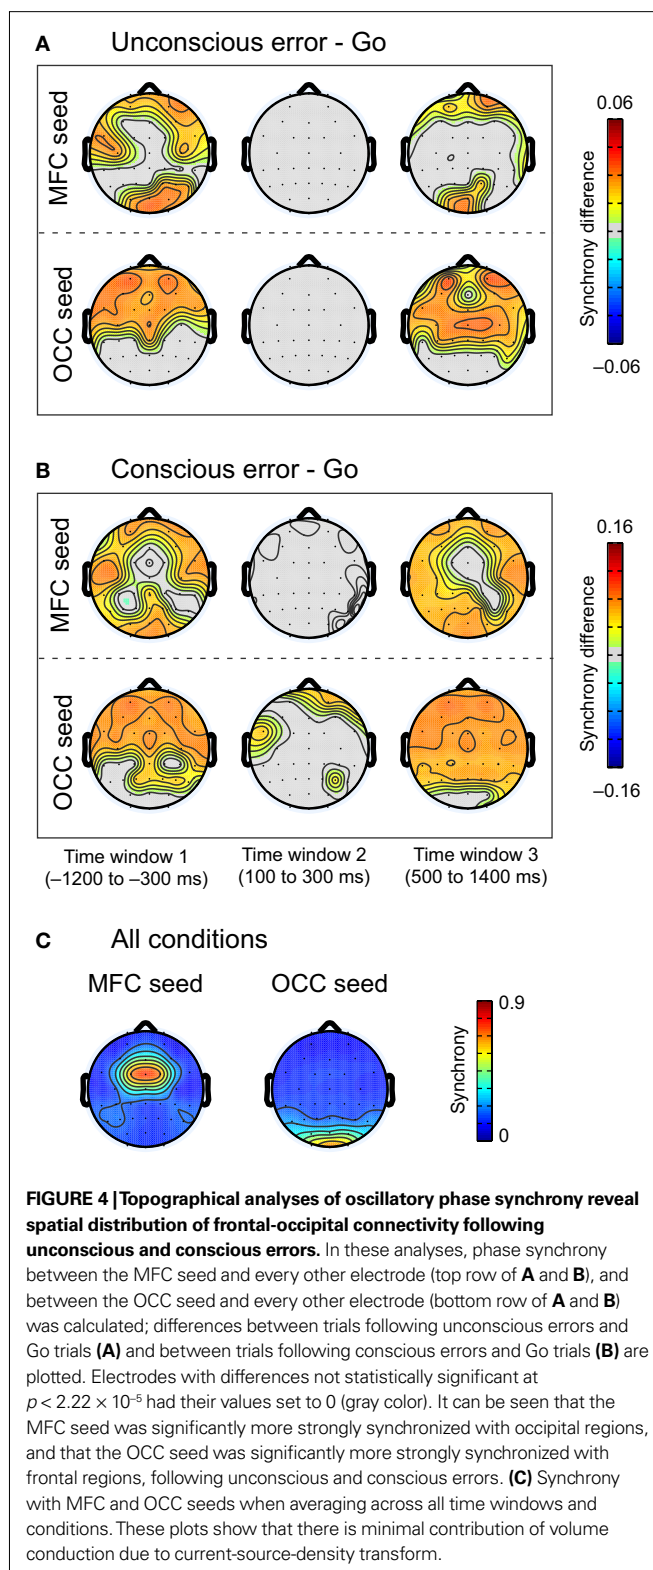 A Unconscious error - Go
MFC seed
OCC seed
0.06
Synchrony difference
–0.06
B Conscious error - Go
MFC seed
OCC seed
0.16
Synchrony difference
–0.16
Time window 1 Time window 2 Time window 3
(–1200 to –300 ms) (100 to 300 ms) (500 to 1400 ms)
C All conditions
MFC seed OCC seed
0.9
Synchrony
0
FIGURE 4 | Topographical analyses of oscillatory phase synchrony reveal
spatial distribution of frontal-occipital connectivity following
unconscious and conscious errors. In these analyses, phase synchrony
between the MFC seed and every other electrode (top row of A and B), and
between the OCC seed and every other electrode (bottom row of A and B)
was calculated; differences between trials following unconscious errors and
Go trials (A) and between trials following conscious errors and Go trials (B) are
plotted. Electrodes with differences not statistically significant at
p < 2.22 × 10⁻⁵ had their values set to 0 (gray color). It can be seen that the
MFC seed was significantly more strongly synchronized with occipital regions,
and that the OCC seed was significantly more strongly synchronized with
frontal regions, following unconscious and conscious errors. (C) Synchrony
with MFC and OCC seeds when averaging across all time windows and
conditions. These plots show that there is minimal contribution of volume
conduction due to current-source-density transform.